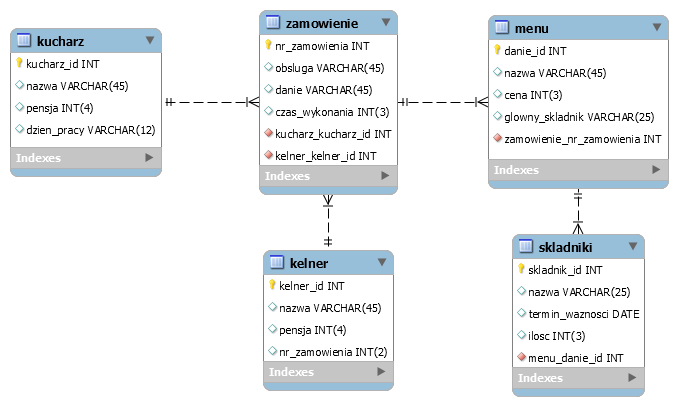 kucharz
kucharz_id INT
nazwa VARCHAR(45)
pensja INT(4)
dzien_pracy VARCHAR(12)
Indexes
zamowienie
nr_zamowienia INT
obsluga VARCHAR(45)
danie VARCHAR(45)
czas_wykonania INT(3)
kucharz_kucharz_id INT
kelner_kelner_id INT
Indexes
menu
danie_id INT
nazwa VARCHAR(45)
cena INT(3)
glowny_skladnik VARCHAR(25)
zamowienie_nr_zamowienia INT
Indexes
kelner
kelner_id INT
nazwa VARCHAR(45)
pensja INT(4)
nr_zamowienia INT(2)
Indexes
skladniki
skladnik_id INT
nazwa VARCHAR(25)
termin_waznosci DATE
ilosc INT(3)
menu_danie_id INT
Indexes